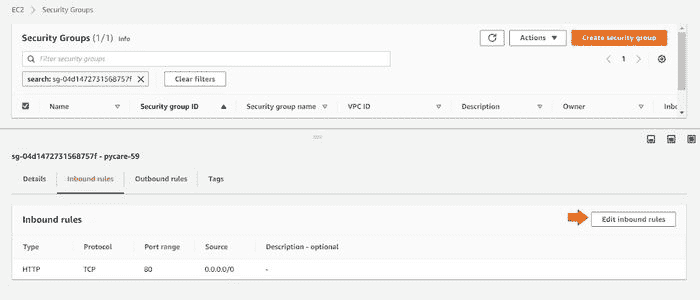 EC2 > Security Groups
Security Groups (1/1) Info
Actions ▼
Create security group
Filter security groups
< 1 >
search: sg-04d1472731568757f X
Clear filters
Name Security group ID Security group name VPC ID Description Owner Inbo
sg-04d1472731568757f - pycare-59
Details Inbound rules Outbound rules Tags
Inbound rules
Edit inbound rules
Type Protocol Port range Source Description - optional
HTTP TCP 80 0.0.0.0/0 -